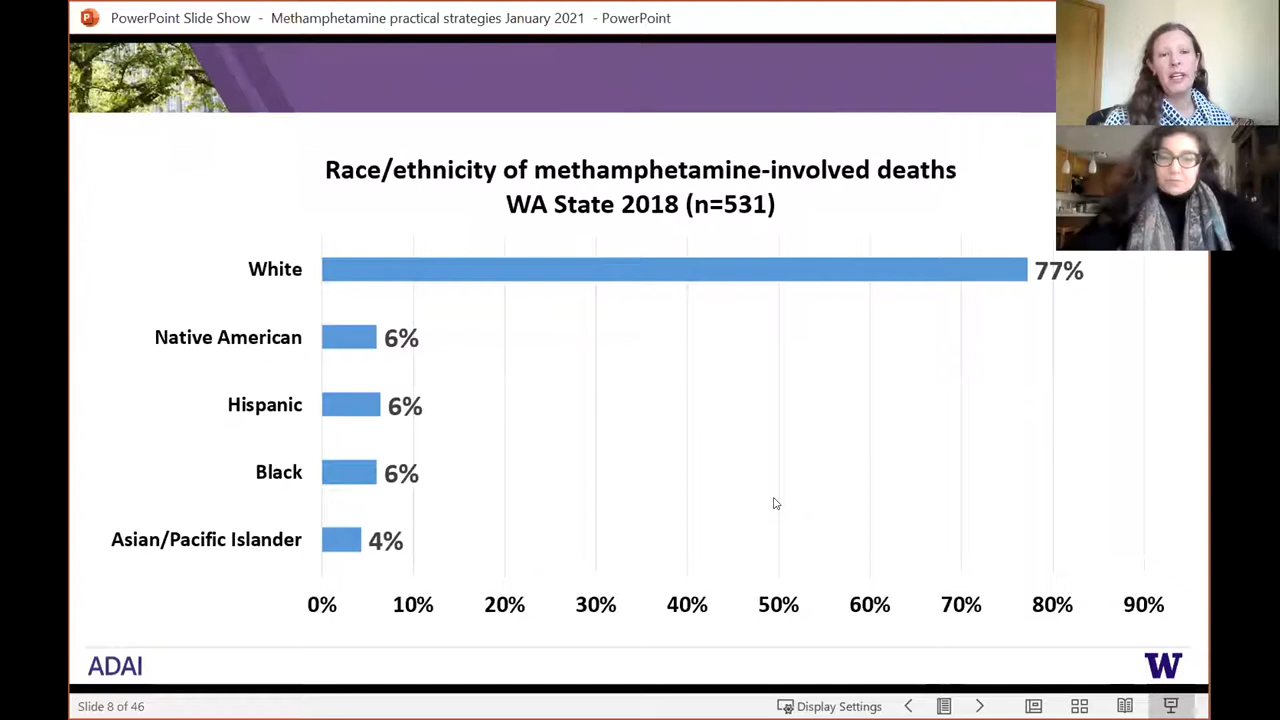 PowerPoint Slide Show - Methamphetamine practical strategies January 2021 - PowerPoint
Race/ethnicity of methamphetamine-involved deaths
WA State 2018 (n=531)
White 77%
Native American 6%
Hispanic 6%
Black 6%
Asian/Pacific Islander 4%
0% 10% 20% 30% 40% 50% 60% 70% 80% 90%
ADAI W
Slide 8 of 46 Display Settings